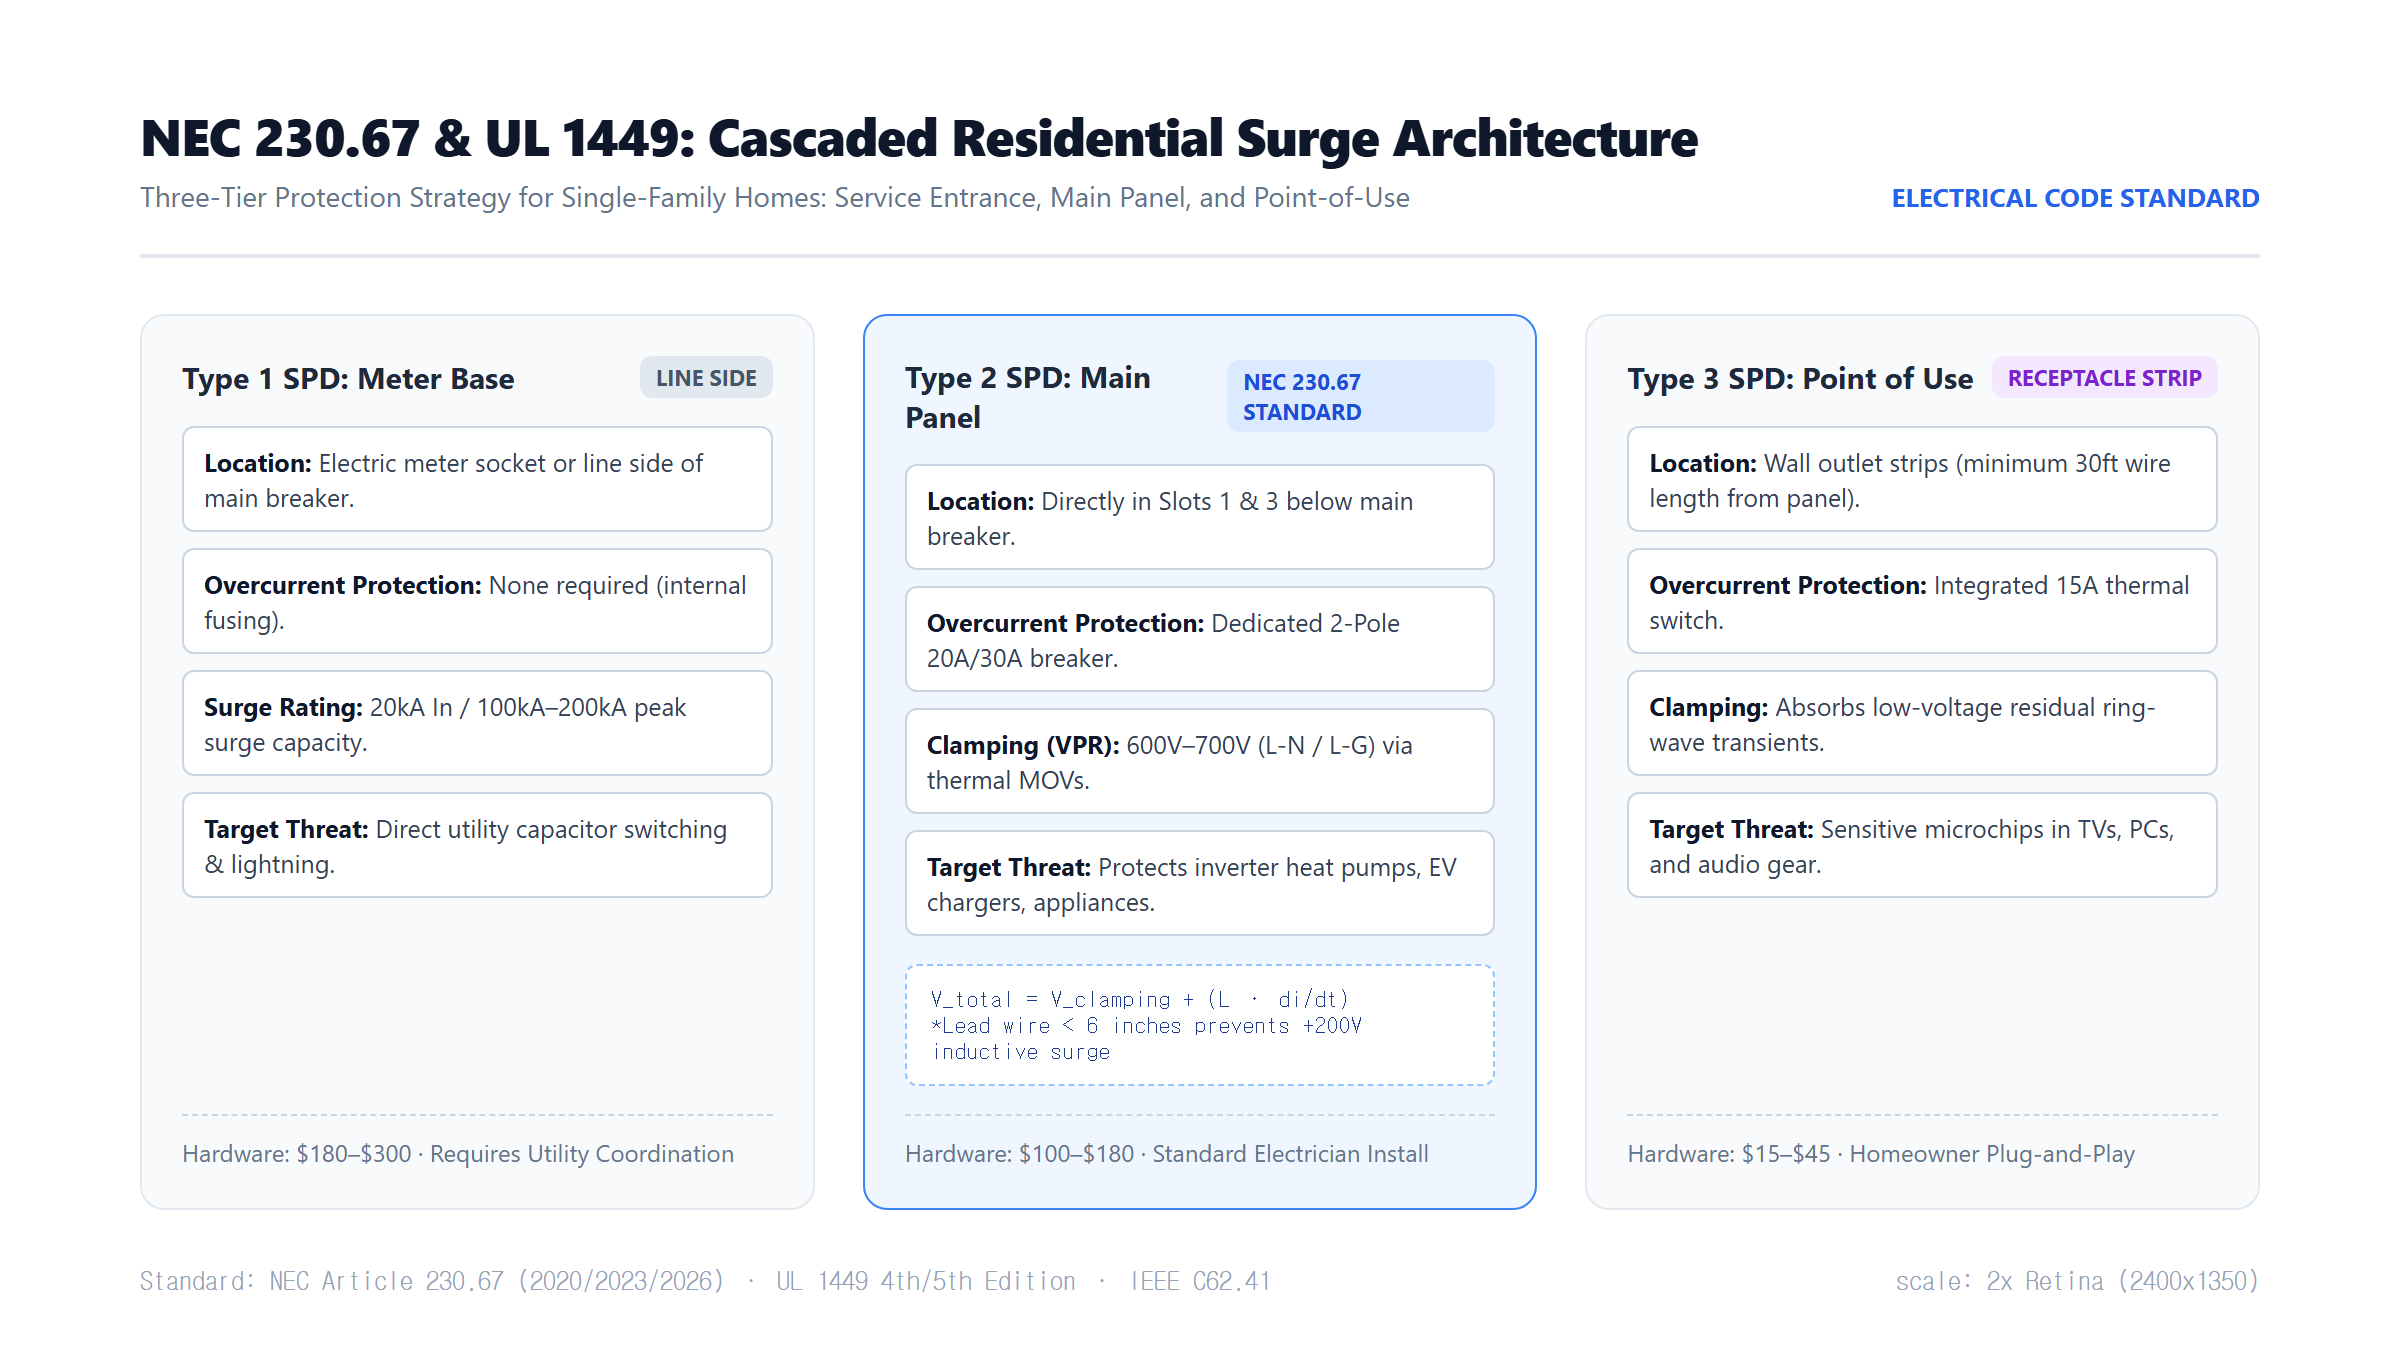 NEC 230.67 & UL 1449: Cascaded Residential Surge Architecture
Three-Tier Protection Strategy for Single-Family Homes: Service Entrance, Main Panel, and Point-of-Use
ELECTRICAL CODE STANDARD
Type 1 SPD: Meter Base
LINE SIDE
Location: Electric meter socket or line side of
main breaker.
Overcurrent Protection: None required (internal
fusing).
Surge Rating: 20kA In / 100kA–200kA peak
surge capacity.
Target Threat: Direct utility capacitor switching
& lightning.
Hardware: $180–$300 · Requires Utility Coordination
Type 2 SPD: Main
Panel
NEC 230.67
STANDARD
Location: Directly in Slots 1 & 3 below main
breaker.
Overcurrent Protection: Dedicated 2-Pole
20A/30A breaker.
Clamping (VPR): 600V–700V (L-N / L-G) via
thermal MOVs.
Target Threat: Protects inverter heat pumps, EV
chargers, appliances.
V_total = V_clamping + (L · di/dt)
*Lead wire < 6 inches prevents +200V
inductive surge
Hardware: $100–$180 · Standard Electrician Install
Type 3 SPD: Point of Use
RECEPTACLE STRIP
Location: Wall outlet strips (minimum 30ft wire
length from panel).
Overcurrent Protection: Integrated 15A thermal
switch.
Clamping: Absorbs low-voltage residual ring-
wave transients.
Target Threat: Sensitive microchips in TVs, PCs,
and audio gear.
Hardware: $15–$45 · Homeowner Plug-and-Play
Standard: NEC Article 230.67 (2020/2023/2026) · UL 1449 4th/5th Edition · IEEE C62.41
scale: 2x Retina (2400x1350)